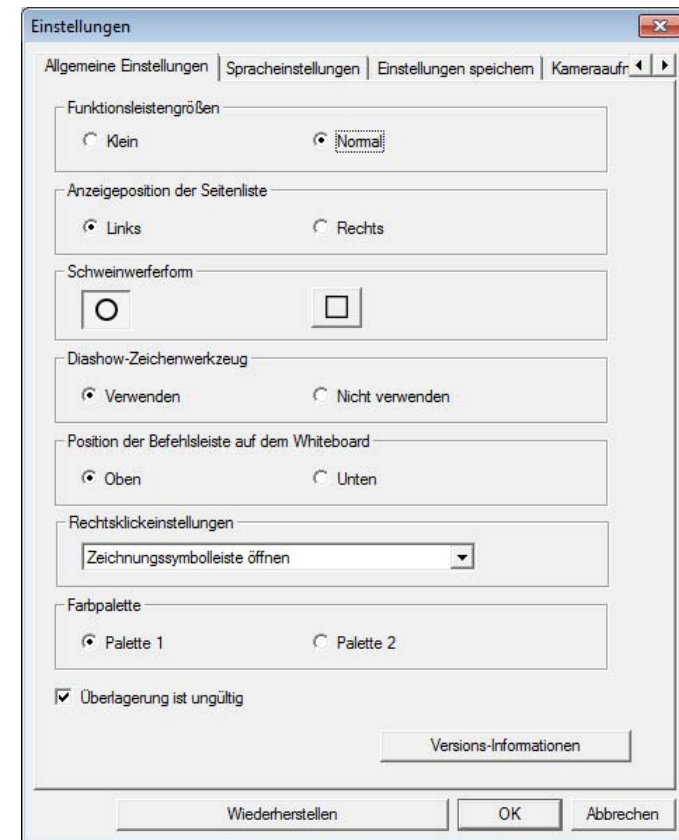 Einstellungen
Allgemeine Einstellungen Spracheinstellungen Einstellungen speichern Kameraaufr
Funktionsleistengrößen
Klein Normal
Anzeigeposition der Seitenliste
Links Rechts
Schweinwerferform
Diashow-Zeichenwerkzeug
Verwenden Nicht verwenden
Position der Befehlsleiste auf dem Whiteboard
Oben Unten
Rechtsklickeinstellungen
Zeichnungssymbolleiste öffnen
Farbpalette
Palette 1 Palette 2
Überlagerung ist ungültig
Versions-Informationen
Wiederherstellen OK Abbrechen